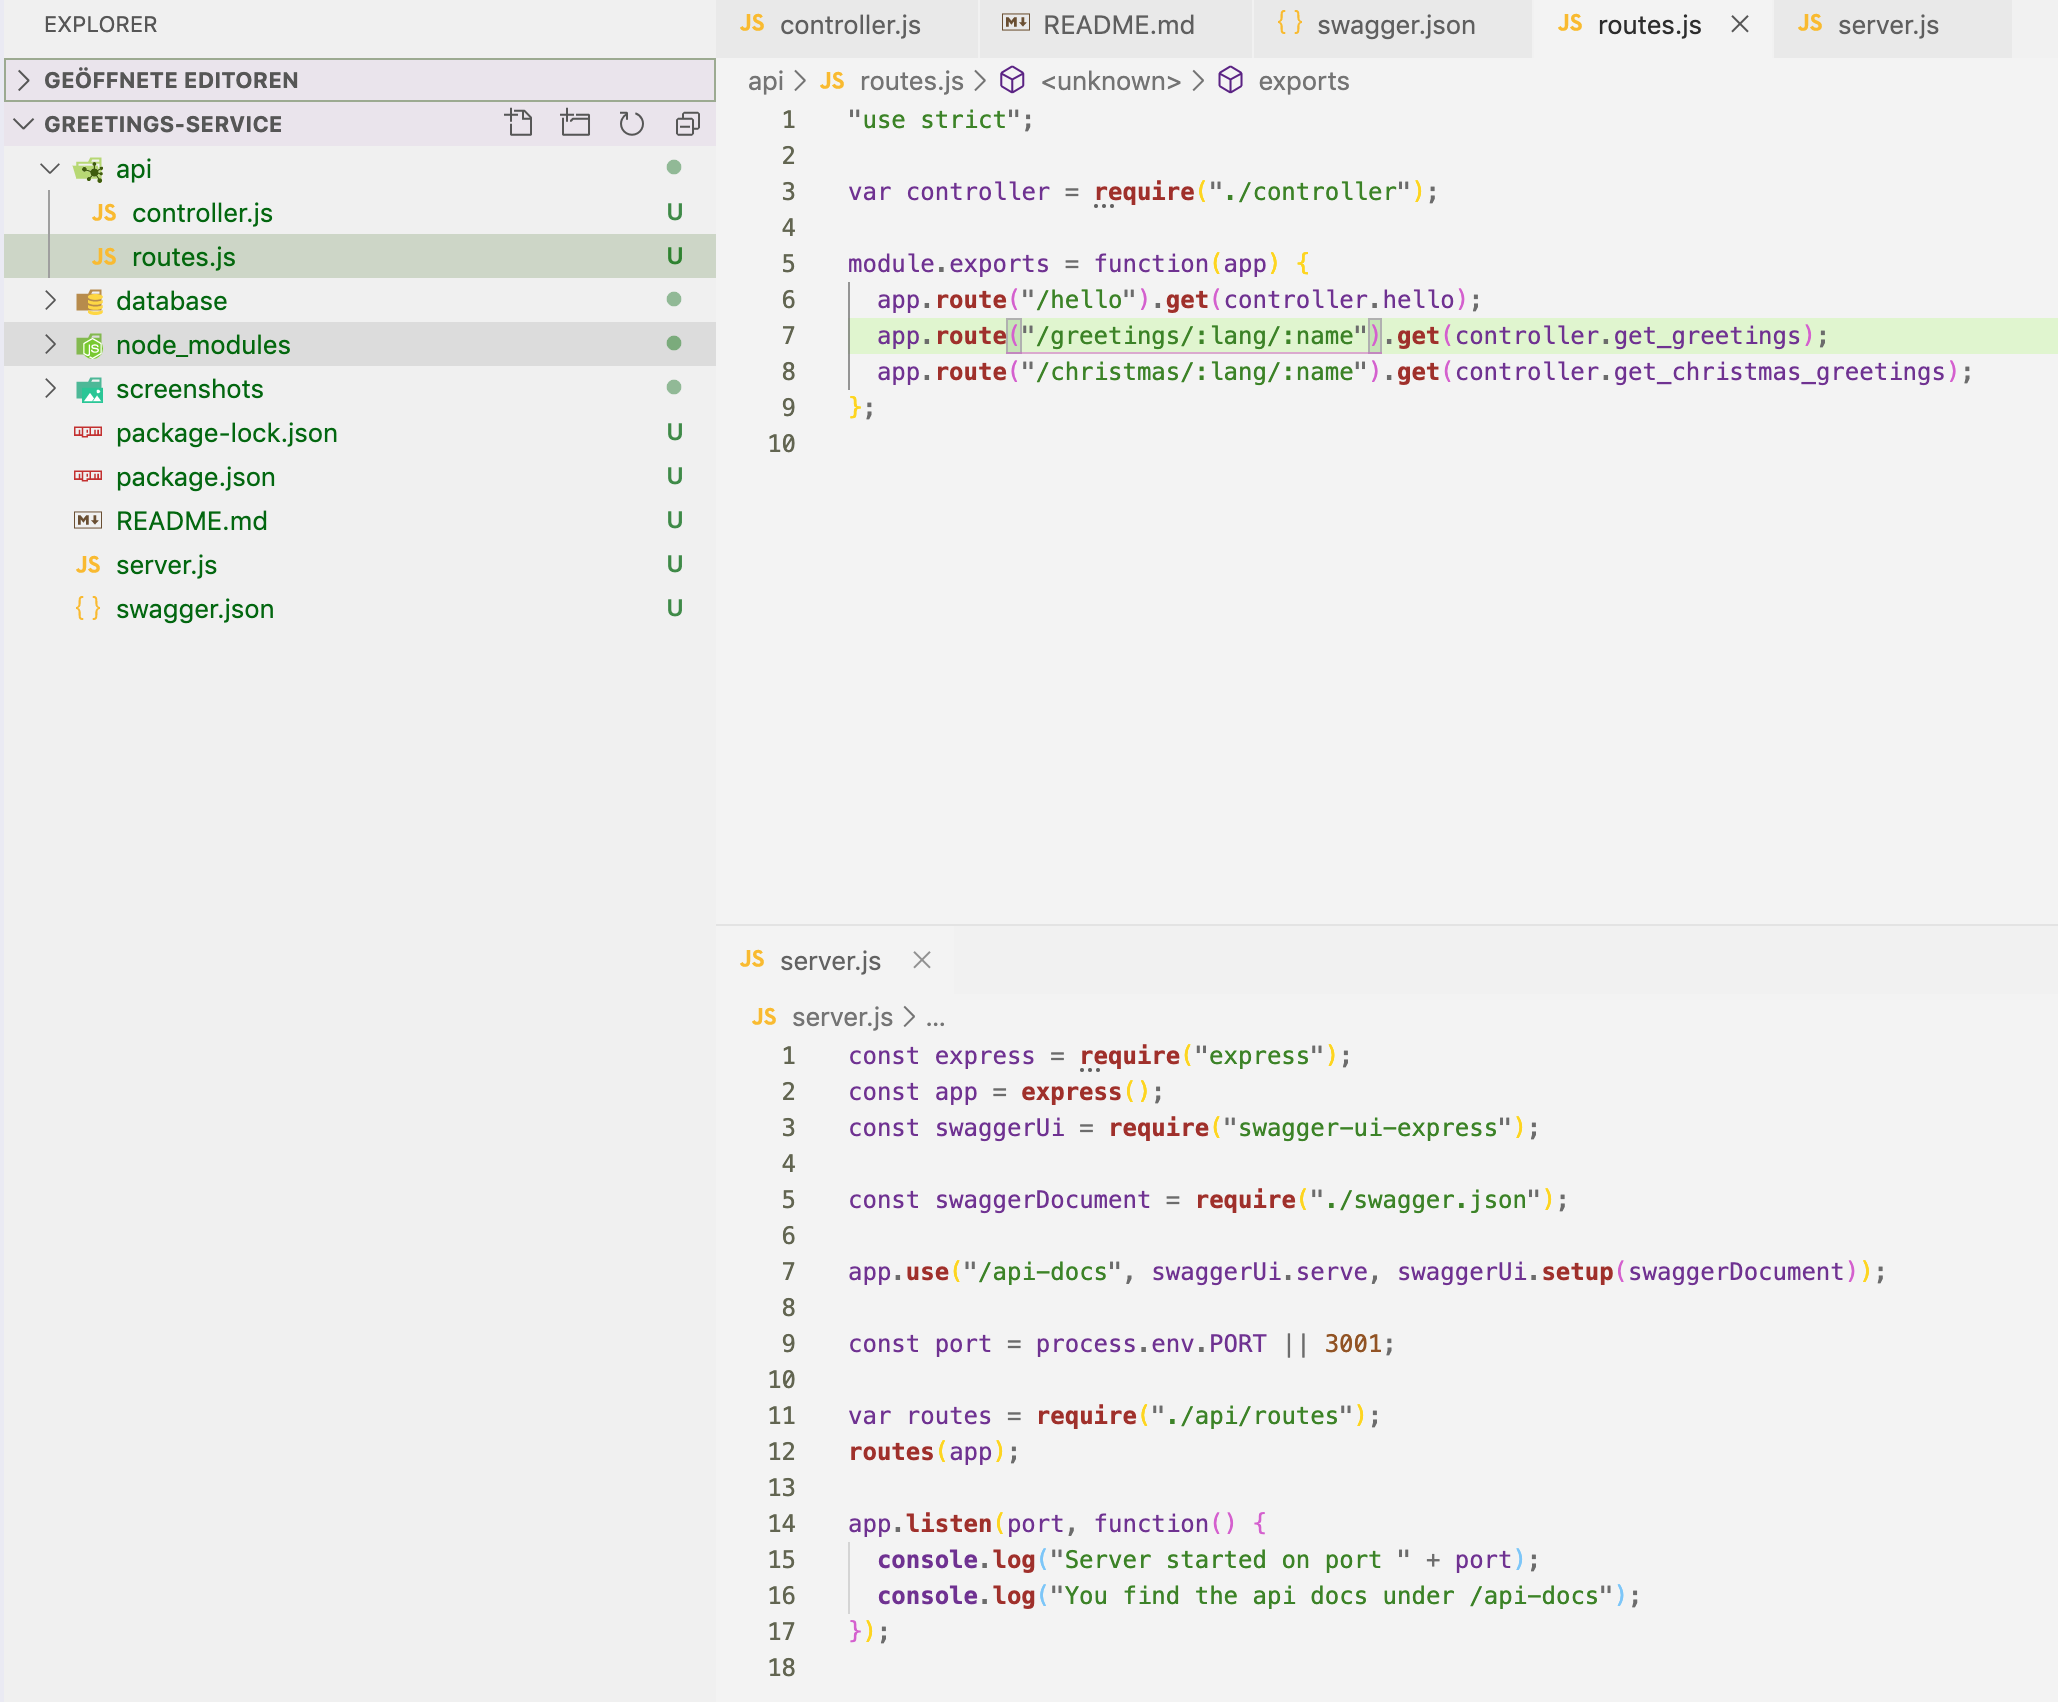 EXPLORER
GEÖFFNETE EDITOREN
GREETINGS-SERVICE
api
JS controller.js U
JS routes.js U
database
node_modules
screenshots
package-lock.json U
package.json U
README.md U
JS server.js U
{ } swagger.json U
JS controller.js README.md { } swagger.json JS routes.js JS server.js
api > JS routes.js > <unknown> > exports
1 "use strict";
2
3 var controller = require("./controller");
4
5 module.exports = function(app) {
6 app.route("/hello").get(controller.hello);
7 app.route("/greetings/:lang/:name").get(controller.get_greetings);
8 app.route("/christmas/:lang/:name").get(controller.get_christmas_greetings);
9 };
10
JS server.js
JS server.js > ...
1 const express = require("express");
2 const app = express();
3 const swaggerUi = require("swagger-ui-express");
4
5 const swaggerDocument = require("./swagger.json");
6
7 app.use("/api-docs", swaggerUi.serve, swaggerUi.setup(swaggerDocument));
8
9 const port = process.env.PORT || 3001;
10
11 var routes = require("./api/routes");
12 routes(app);
13
14 app.listen(port, function() {
15 console.log("Server started on port " + port);
16 console.log("You find the api docs under /api-docs");
17 });
18